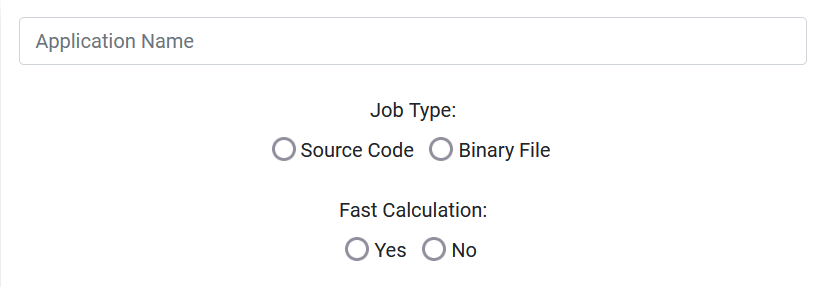 Application Name
Job Type:
Source Code Binary File
Fast Calculation:
Yes No